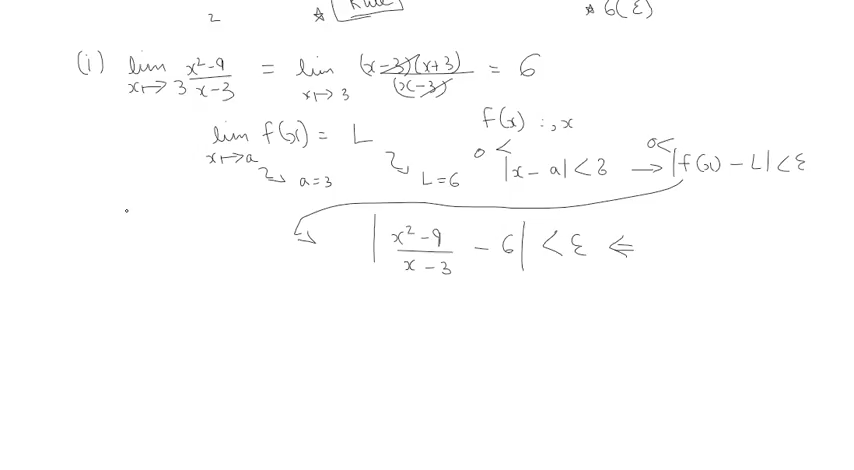 2 * Rule * δ(ε)
(i) lim x→3 x²-9 / x-3 = lim x→3 (x-3)(x+3) / (x-3) = 6
lim x→a f(x) = L f(x) :, x
a=3 L=6 0< |x-a|<δ → 0< |f(x)-L|<ε
| x²-9 / x-3 - 6 | < ε ⇐